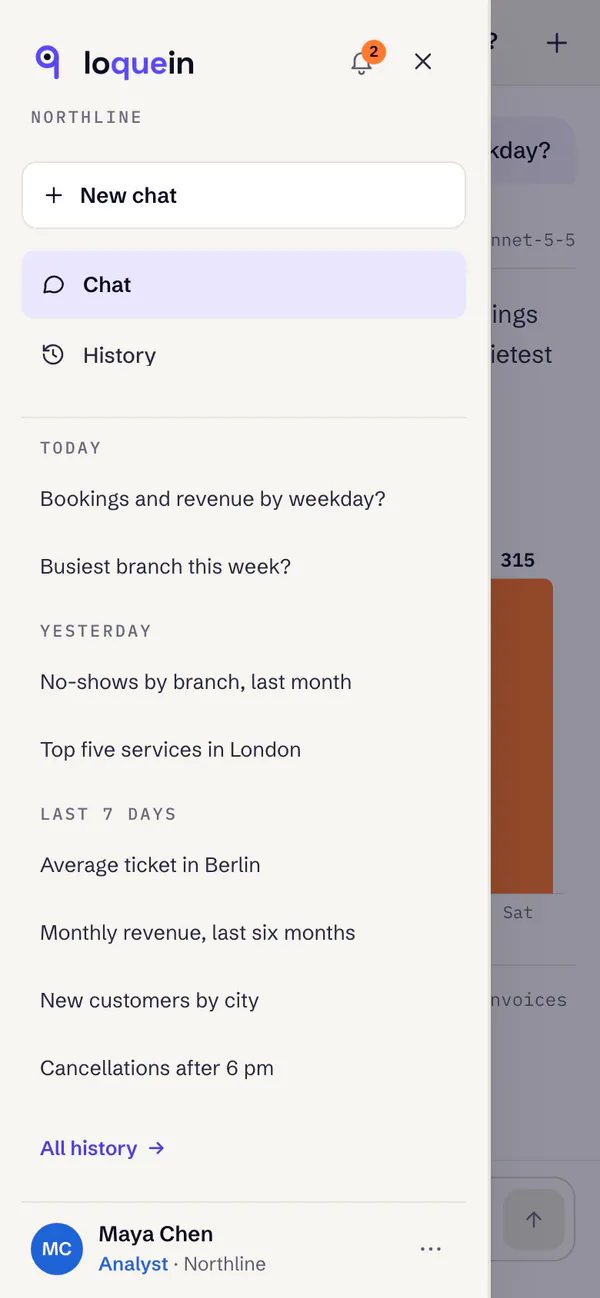 loquein
2
NORTHLINE
New chat
Chat
History
TODAY
Bookings and revenue by weekday?
Busiest branch this week?
YESTERDAY
No-shows by branch, last month
Top five services in London
LAST 7 DAYS
Average ticket in Berlin
Monthly revenue, last six months
New customers by city
Cancellations after 6 pm
All history →
MC
Maya Chen
Analyst · Northline
?
kday?
nnet-5-5
ings
ietest
315
Sat
nvoices